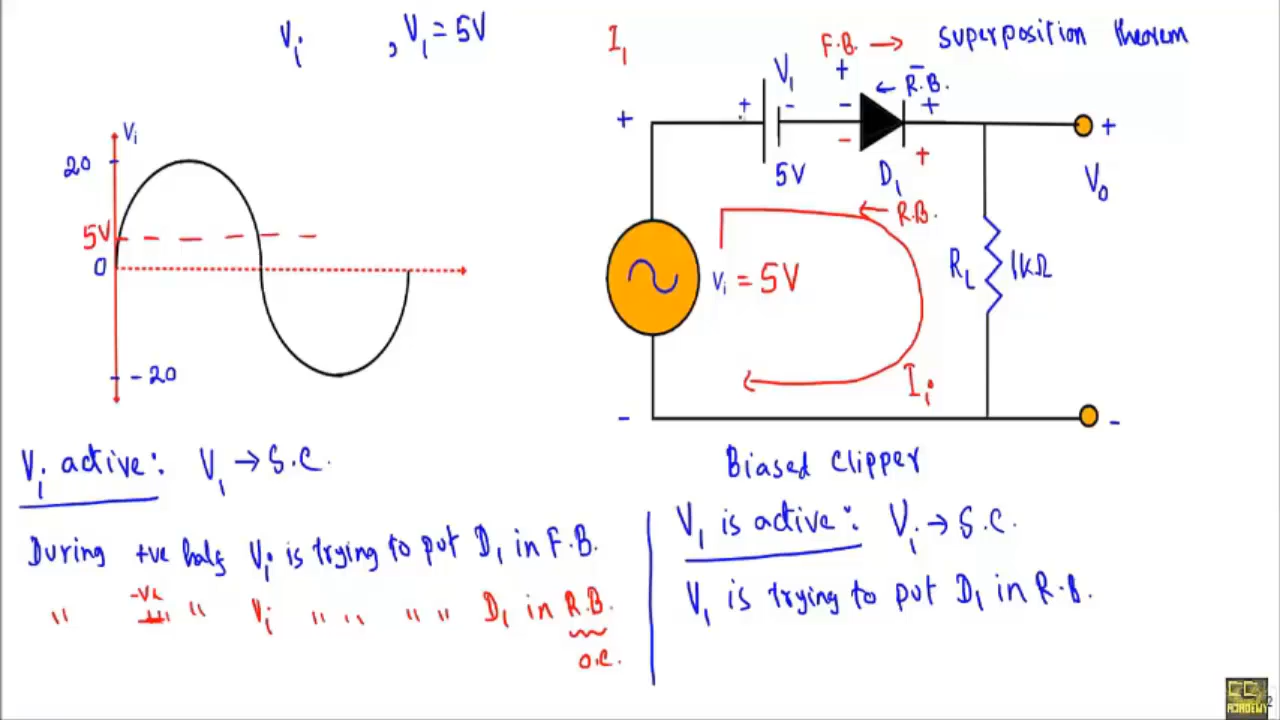 Vi , V1 = 5V
I1
F.B. → superposition theorem
V1
+ ← R.B.
+ + - - +
Vi
20
5V
0
-20
- +
5V D1 V0
← R.B.
Vi = 5V
RL 1KΩ
Ii
- -
Biased Clipper
Vi active: V1 → S.C.
During +ve half Vi is trying to put D1 in F.B.
" -ve " Vi " " " " D1 in R.B.
O.C.
V1 is active: Vi → S.C.
V1 is trying to put D1 in R.B.
ACADEMY